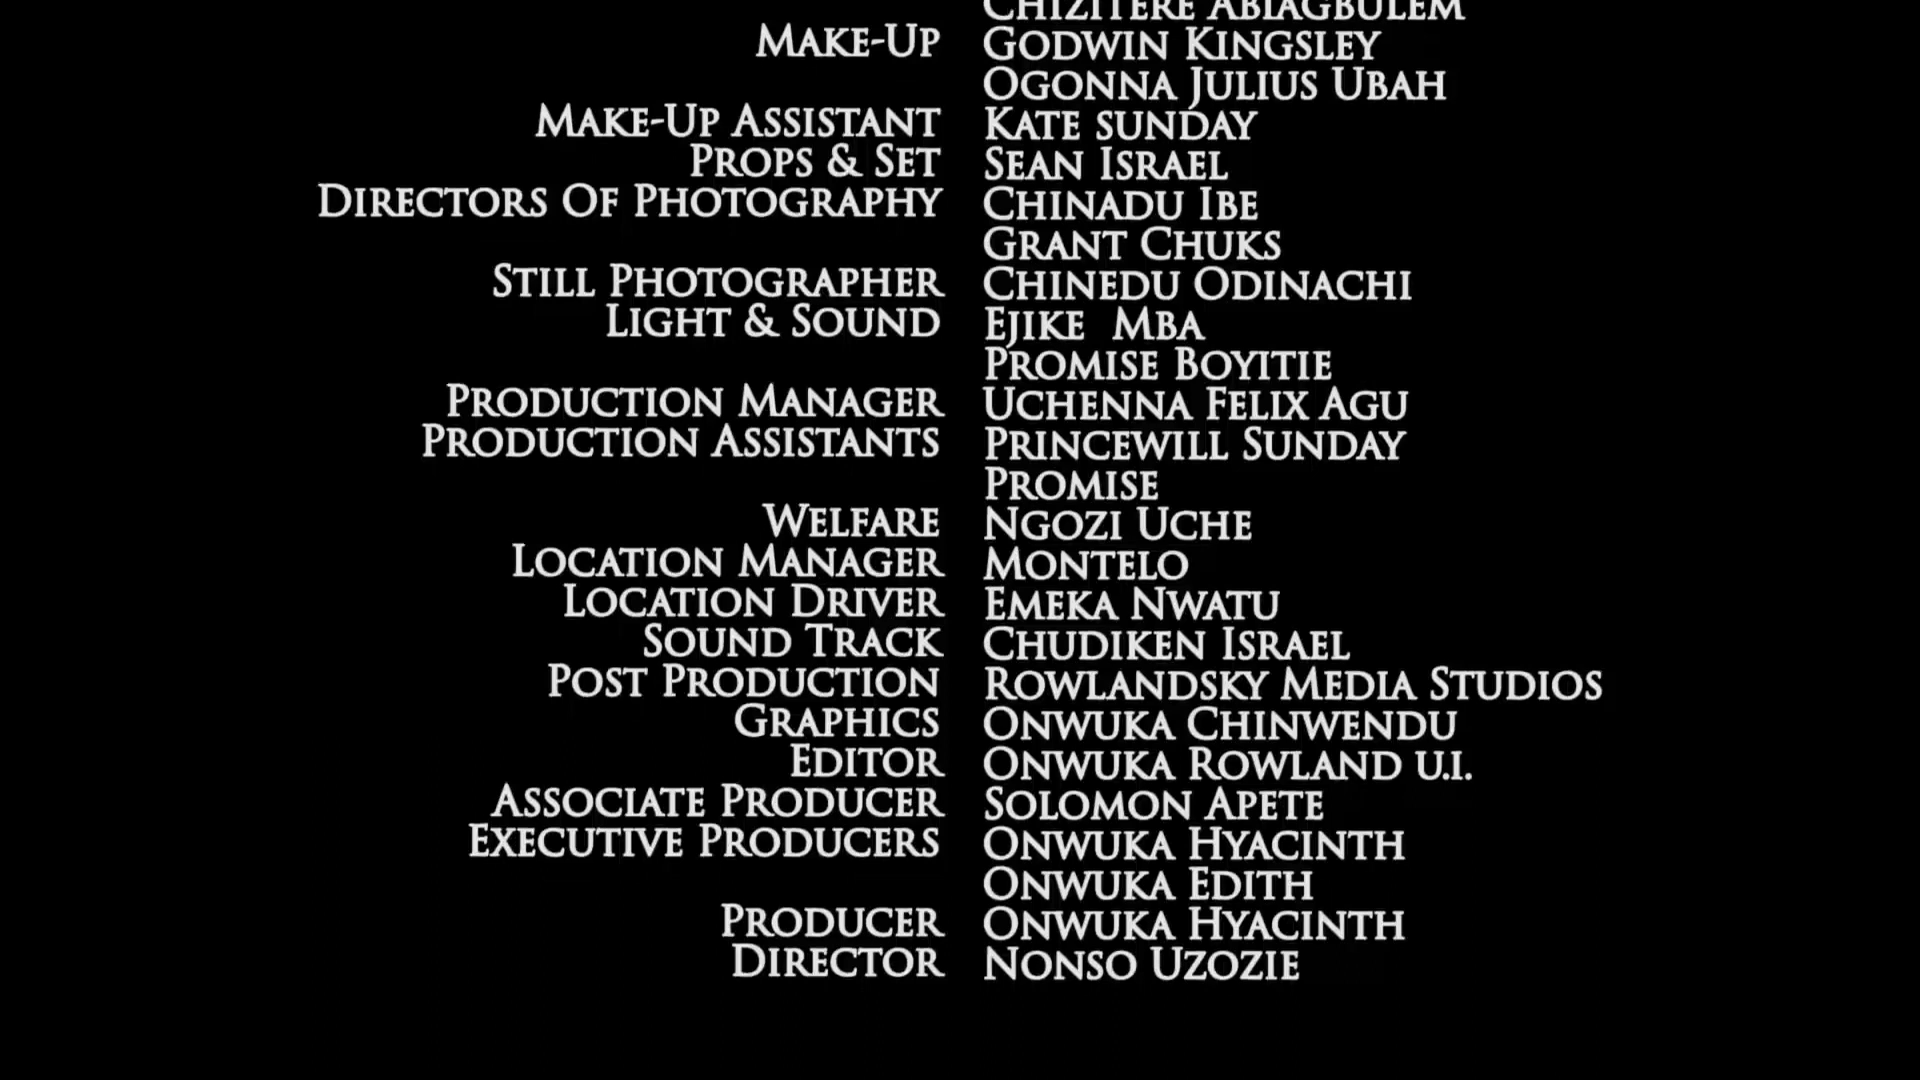 Chizitere Abiagbulem
Make-Up Godwin Kingsley
Ogonna Julius Ubah
Make-Up Assistant Kate sunday
Props & Set Sean Israel
Directors Of Photography Chinadu Ibe
Grant Chuks
Still Photographer Chinedu Odinachi
Light & Sound Ejike Mba
Promise Boyitie
Production Manager Uchenna Felix Agu
Production Assistants Princewill Sunday
Promise
Welfare Ngozi Uche
Location Manager Montelo
Location Driver Emeka Nwatu
Sound Track Chudiken Israel
Post Production Rowlandsky Media Studios
Graphics Onwuka Chinwendu
Editor Onwuka Rowland u.i.
Associate Producer Solomon Apete
Executive Producers Onwuka Hyacinth
Onwuka Edith
Producer Onwuka Hyacinth
Director Nonso Uzozie